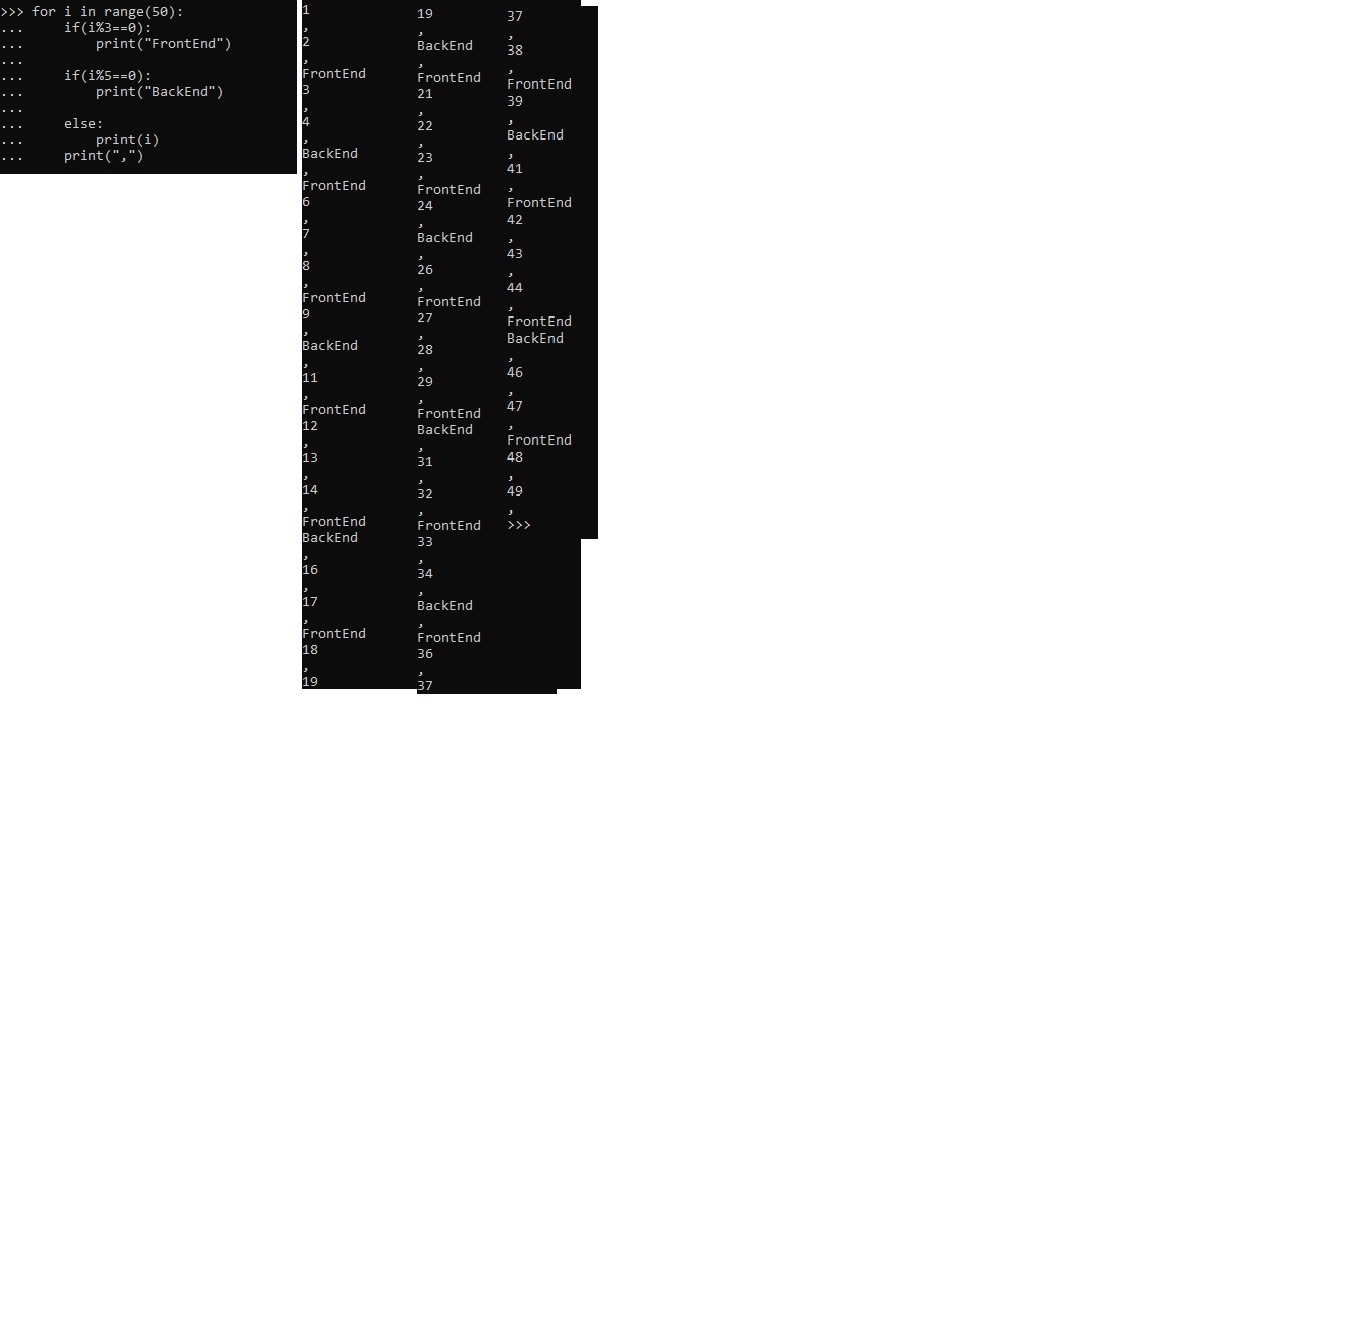 >>> for i in range(50):
...     if(i%3==0):
...         print("FrontEnd")
...
...     if(i%5==0):
...         print("BackEnd")
...
...     else:
...         print(i)
...     print(",")
1
,
2
,
FrontEnd
3
,
4
,
BackEnd
,
FrontEnd
6
,
7
,
8
,
FrontEnd
9
,
BackEnd
,
11
,
FrontEnd
12
,
13
,
14
,
FrontEnd
BackEnd
,
16
,
17
,
FrontEnd
18
,
19
19
,
BackEnd
,
FrontEnd
21
,
22
,
23
,
FrontEnd
24
,
BackEnd
,
26
,
FrontEnd
27
,
28
,
29
,
FrontEnd
BackEnd
,
31
,
32
,
FrontEnd
33
,
34
,
BackEnd
,
FrontEnd
36
,
37
37
,
38
,
FrontEnd
39
,
BackEnd
,
41
,
FrontEnd
42
,
43
,
44
,
FrontEnd
BackEnd
,
46
,
47
,
FrontEnd
48
,
49
,
>>>